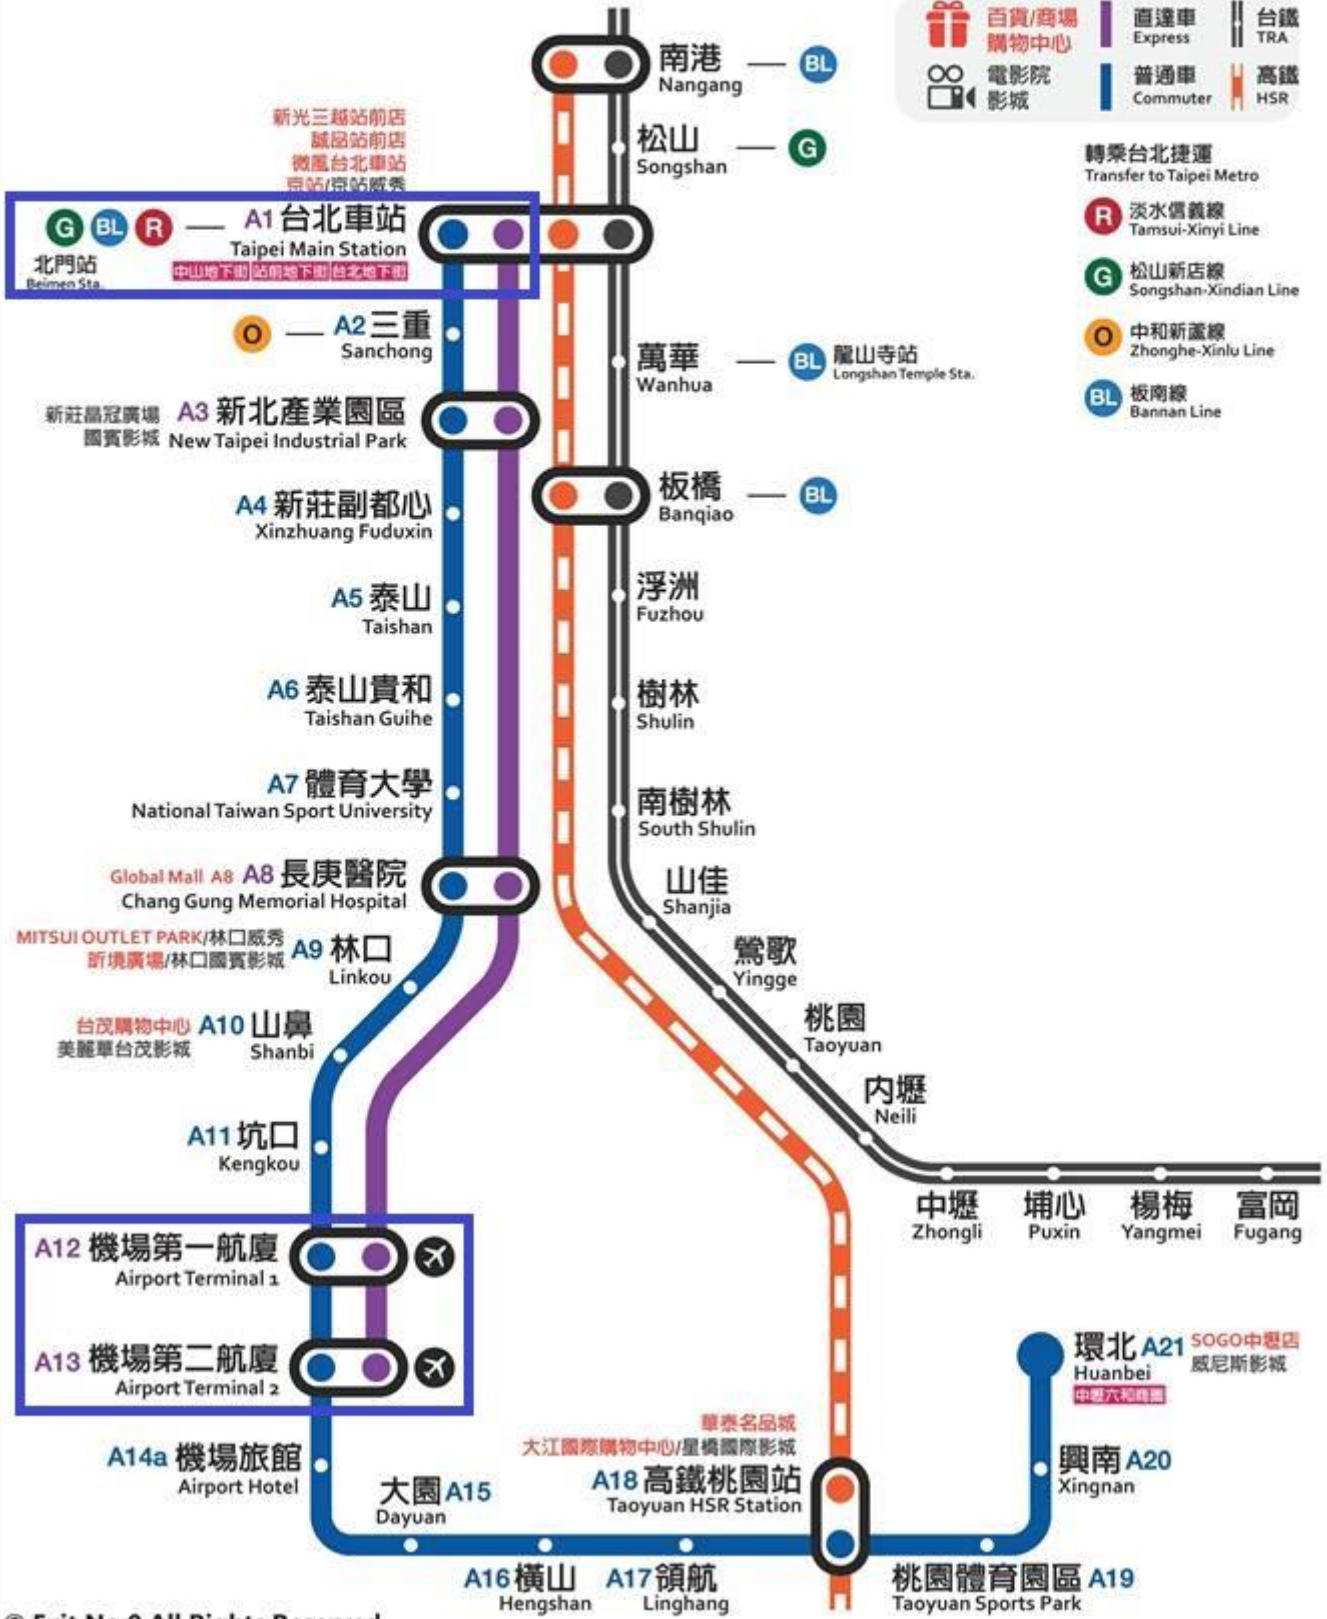 南港
Nangang
BL
松山
Songshan
G
百貨/商場
購物中心
電影院
影城
直達車
Express
普通車
Commuter
台鐵
TRA
高鐵
HSR
轉乘台北捷運
Transfer to Taipei Metro
R 淡水信義線
Tamsui-Xinyi Line
G 松山新店線
Songshan-Xindian Line
O 中和新蘆線
Zhonghe-Xinlu Line
BL 板南線
Bannan Line
新光三越站前店
誠品站前店
微風台北車站
京站/京站威秀
G BL R
北門站
Beimen Sta.
A1 台北車站
Taipei Main Station
中山地下街 站前地下街 台北地下街
O
A2 三重
Sanchong
萬華
Wanhua
BL 龍山寺站
Longshan Temple Sta.
新莊晶冠廣場
國賓影城
A3 新北產業園區
New Taipei Industrial Park
板橋
Banqiao
BL
A4 新莊副都心
Xinzhuang Fuduxin
A5 泰山
Taishan
浮洲
Fuzhou
A6 泰山貴和
Taishan Guihe
樹林
Shulin
A7 體育大學
National Taiwan Sport University
南樹林
South Shulin
Global Mall A8
A8 長庚醫院
Chang Gung Memorial Hospital
山佳
Shanjia
MITSUI OUTLET PARK/林口威秀
昕境廣場/林口國賓影城
A9 林口
Linkou
鶯歌
Yingge
台茂購物中心
美麗華台茂影城
A10 山鼻
Shanbi
桃園
Taoyuan
A11 坑口
Kengkou
內壢
Neili
中壢
Zhongli
埔心
Puxin
楊梅
Yangmei
富岡
Fugang
A12 機場第一航廈
Airport Terminal 1
A13 機場第二航廈
Airport Terminal 2
環北 A21
Huanbei
中壢六和商圈
SOGO中壢店
威尼斯影城
A14a 機場旅館
Airport Hotel
大園 A15
Dayuan
華泰名品城
大江國際購物中心/星橋國際影城
A18 高鐵桃園站
Taoyuan HSR Station
興南 A20
Xingnan
A16 橫山
Hengshan
A17 領航
Linghang
桃園體育園區 A19
Taoyuan Sports Park